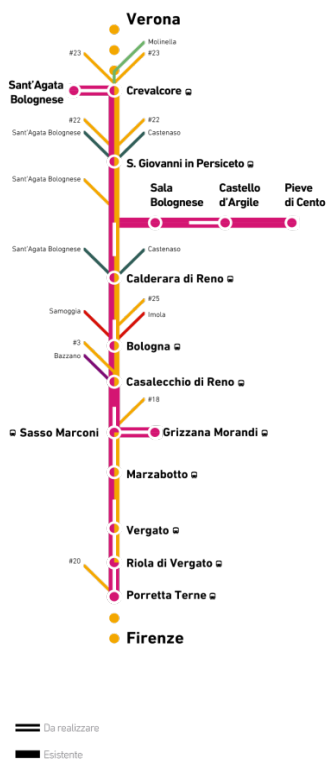 Verona
Molinella
#23
#23
Sant'Agata
Bolognese
Crevalcore
#22
#22
Sant'Agata Bolognese
Castenaso
S. Giovanni in Persiceto
Sant'Agata Bolognese
Sala
Bolognese
Castello
d'Argile
Pieve
di Cento
Sant'Agata Bolognese
Castenaso
Calderara di Reno
#25
Samoggia
Imola
#3
Bologna
Bazzano
Casalecchio di Reno
#18
Sasso Marconi
Grizzana Morandi
Marzabotto
Vergato
#20
Riola di Vergato
Porretta Terne
Firenze
Da realizzare
Esistente